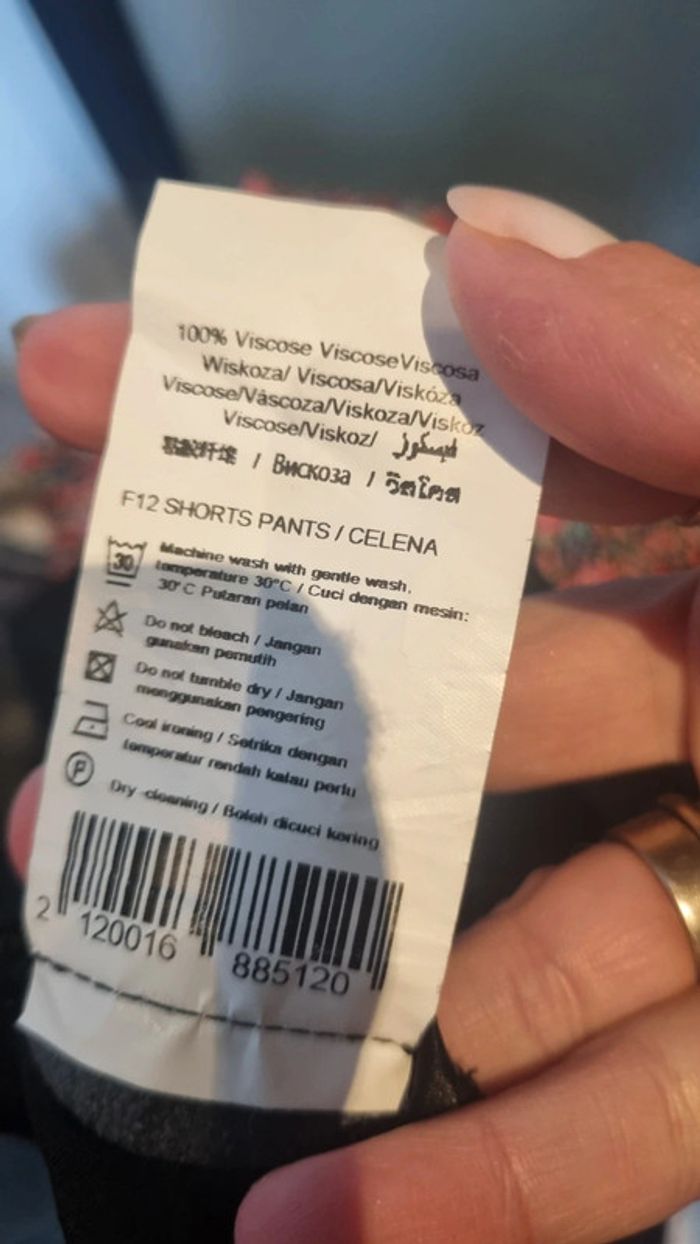 100% Viscose ViscoseViscosa
Wiskoza/ Viscosa/Viskóza
Viscose/Váscoza/Viskoza/Viskoz
Viscose/Viskoz/ فيسكوز
纤维 / Вискоза / วิสโคส
F12 SHORTS PANTS / CELENA
30
Machine wash with gentle wash,
temperature 30°C / Cuci dengan mesin:
30°C Putaran pelan
Do not bleach / Jangan
gunakan pemutih
Do not tumble dry / Jangan
menggunakan pengering
Cool ironing / Setrika dengan
temperatur rendah kalau perlu
P
Dry -cleaning / Boleh dicuci kering
2 120016 885120